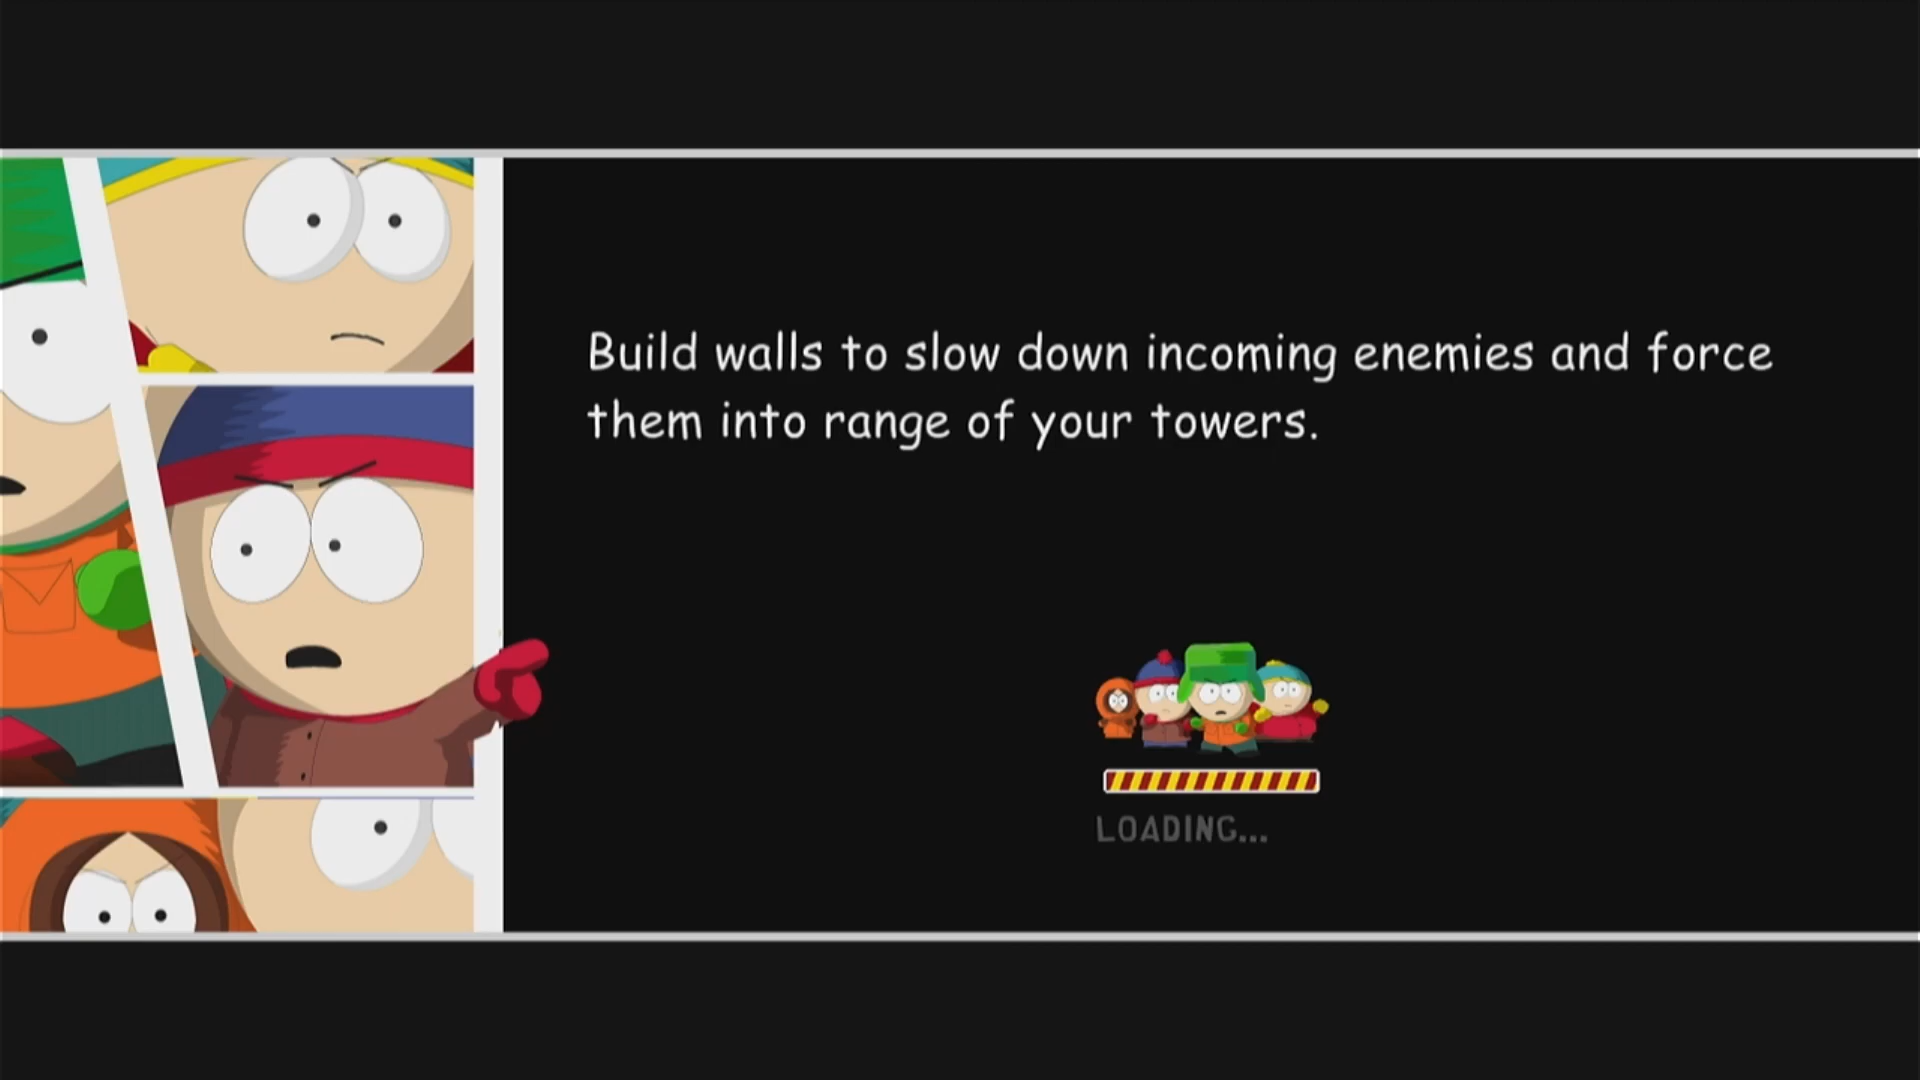 Build walls to slow down incoming enemies and force
them into range of your towers.
LOADING...